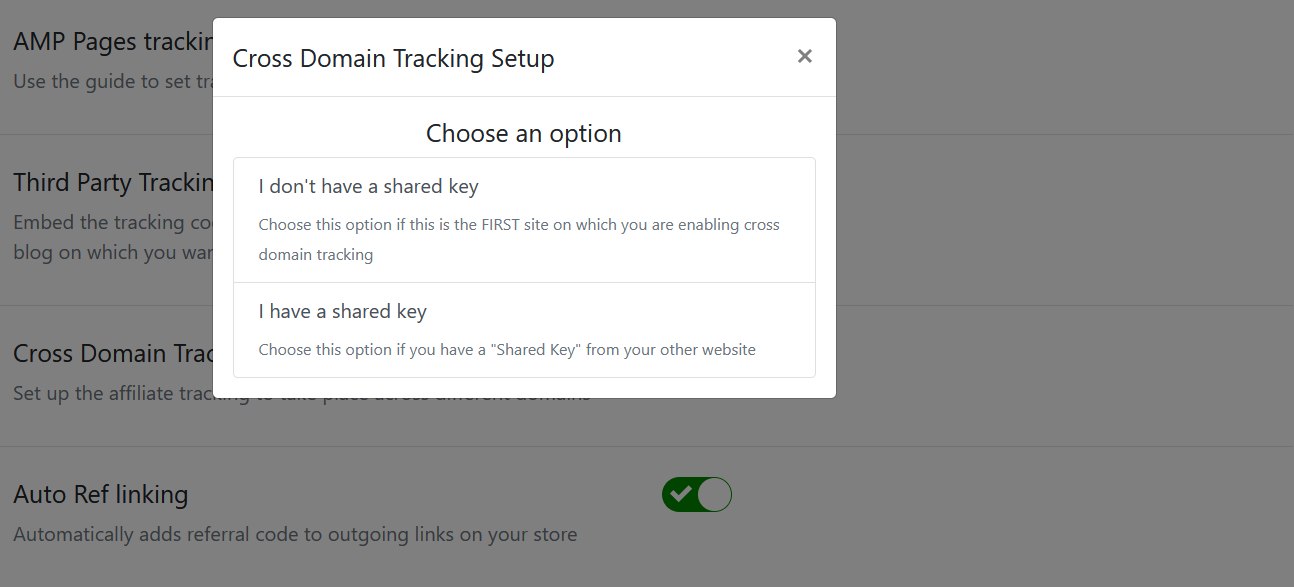 AMP Pages trackin
Use the guide to set tra
Third Party Trackin
Embed the tracking co
blog on which you wan
Cross Domain Trac
Set up the affiliate tracking to take place across different domains
Auto Ref linking
Automatically adds referral code to outgoing links on your store
Cross Domain Tracking Setup
×
Choose an option
I don't have a shared key
Choose this option if this is the FIRST site on which you are enabling cross
domain tracking
I have a shared key
Choose this option if you have a "Shared Key" from your other website